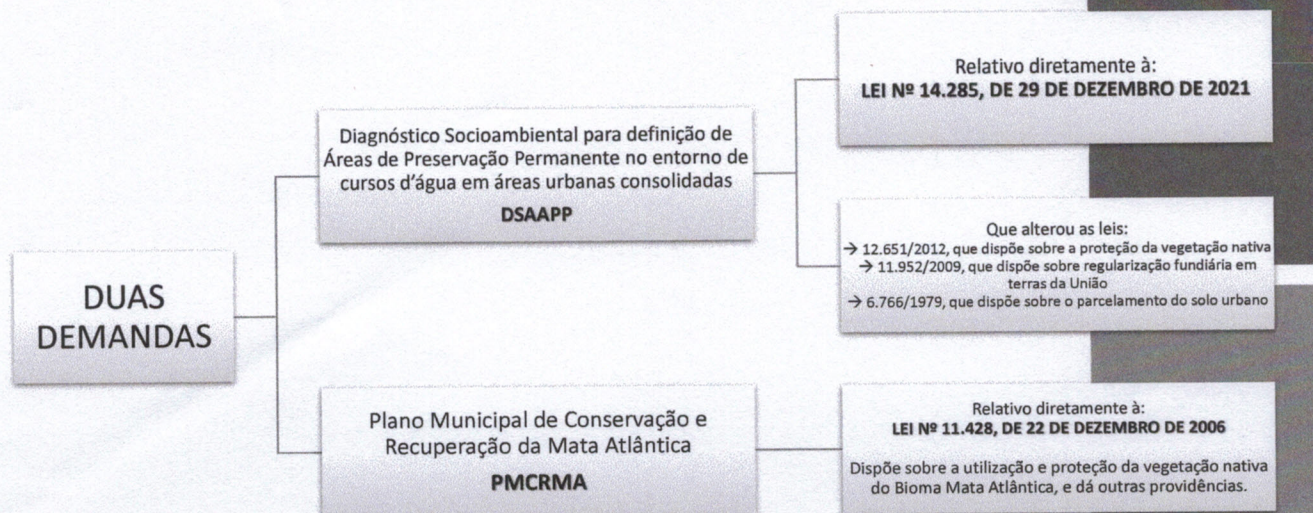 DUAS
DEMANDAS
Diagnóstico Socioambiental para definição de
Áreas de Preservação Permanente no entorno de
cursos d'água em áreas urbanas consolidadas
DSAAPP
Relativo diretamente à:
LEI Nº 14.285, DE 29 DE DEZEMBRO DE 2021
Que alterou as leis:
→ 12.651/2012, que dispõe sobre a proteção da vegetação nativa
→ 11.952/2009, que dispõe sobre regularização fundiária em
terras da União
→ 6.766/1979, que dispõe sobre o parcelamento do solo urbano
Plano Municipal de Conservação e
Recuperação da Mata Atlântica
PMCRMA
Relativo diretamente à:
LEI Nº 11.428, DE 22 DE DEZEMBRO DE 2006
Dispõe sobre a utilização e proteção da vegetação nativa
do Bioma Mata Atlântica, e dá outras providências.